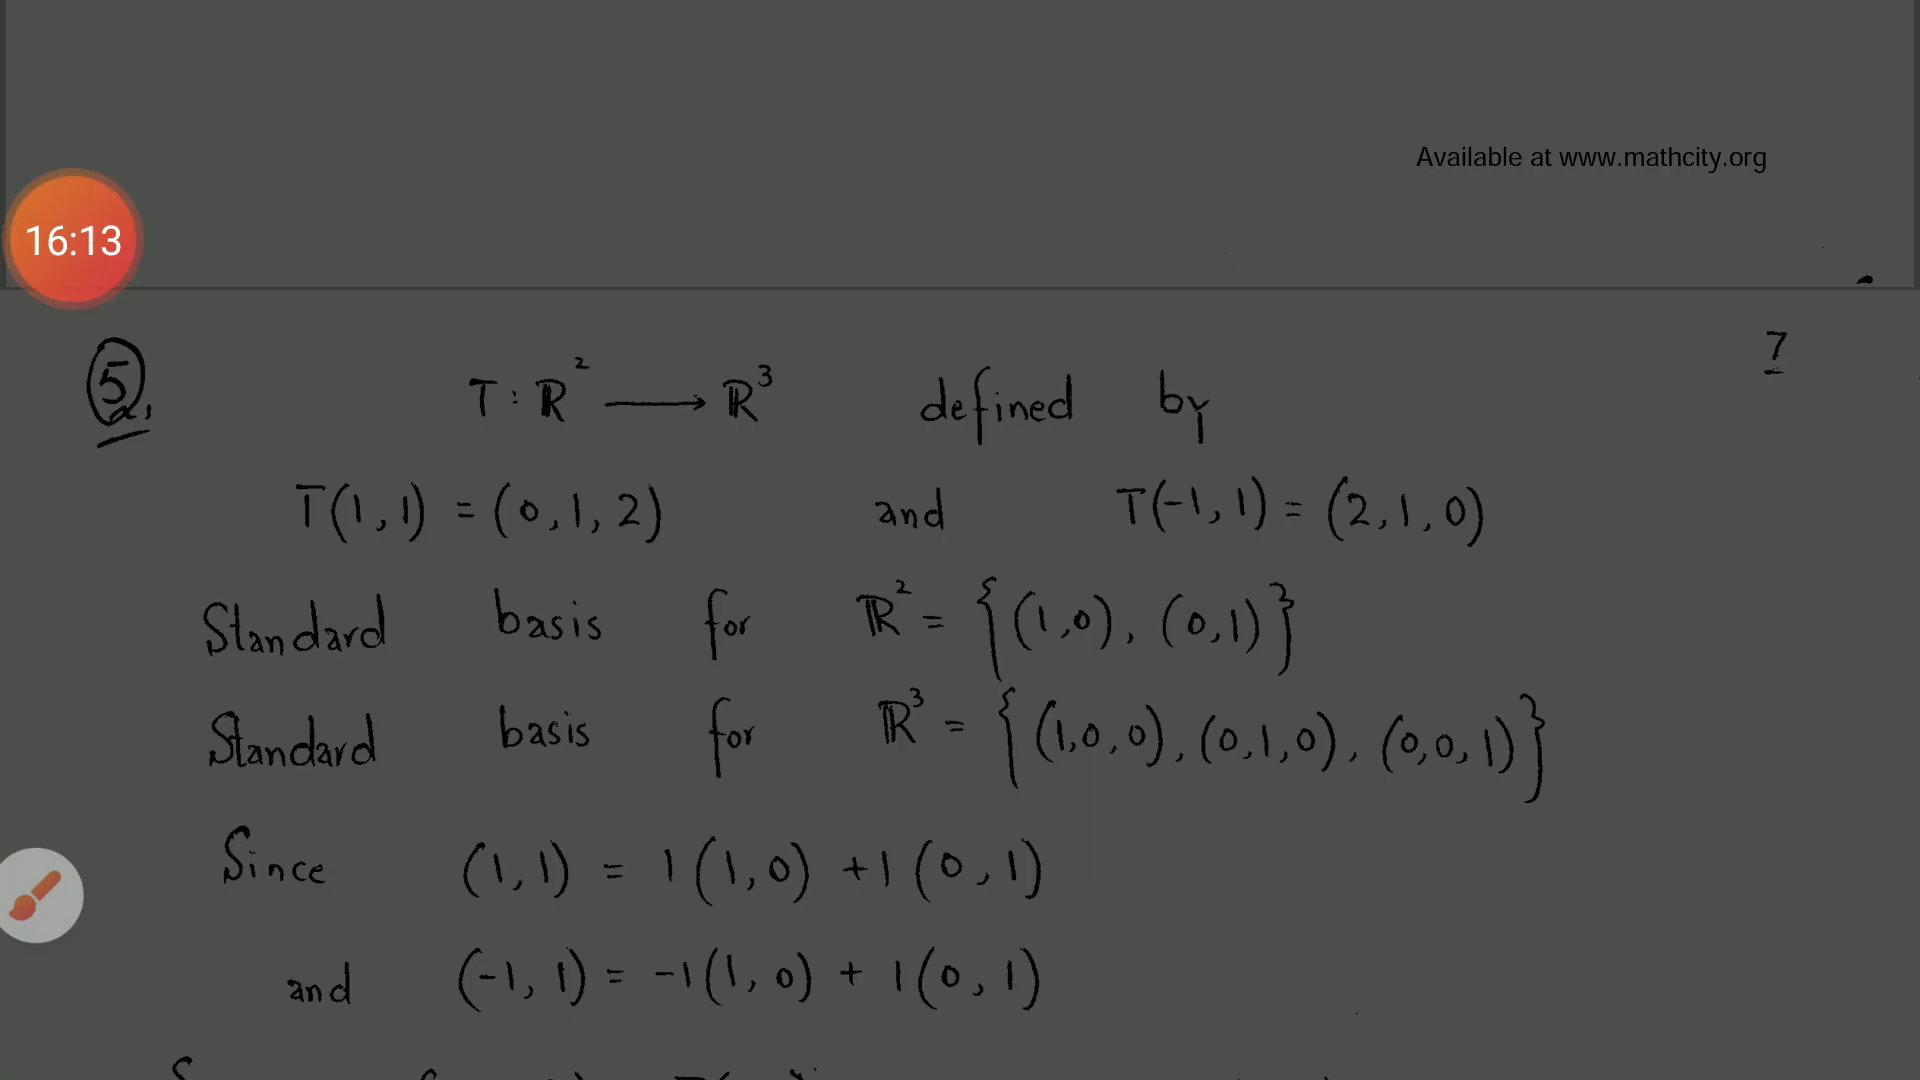 Available at www.mathcity.org
16:13
7
5 T : ℝ² ⟶ ℝ³ defined by
T(1,1) = (0,1,2) and T(-1,1) = (2,1,0)
Standard basis for ℝ² = {(1,0), (0,1)}
Standard basis for ℝ³ = {(1,0,0), (0,1,0), (0,0,1)}
Since (1,1) = 1(1,0) +1(0,1)
and (-1,1) = -1(1,0) + 1(0,1)